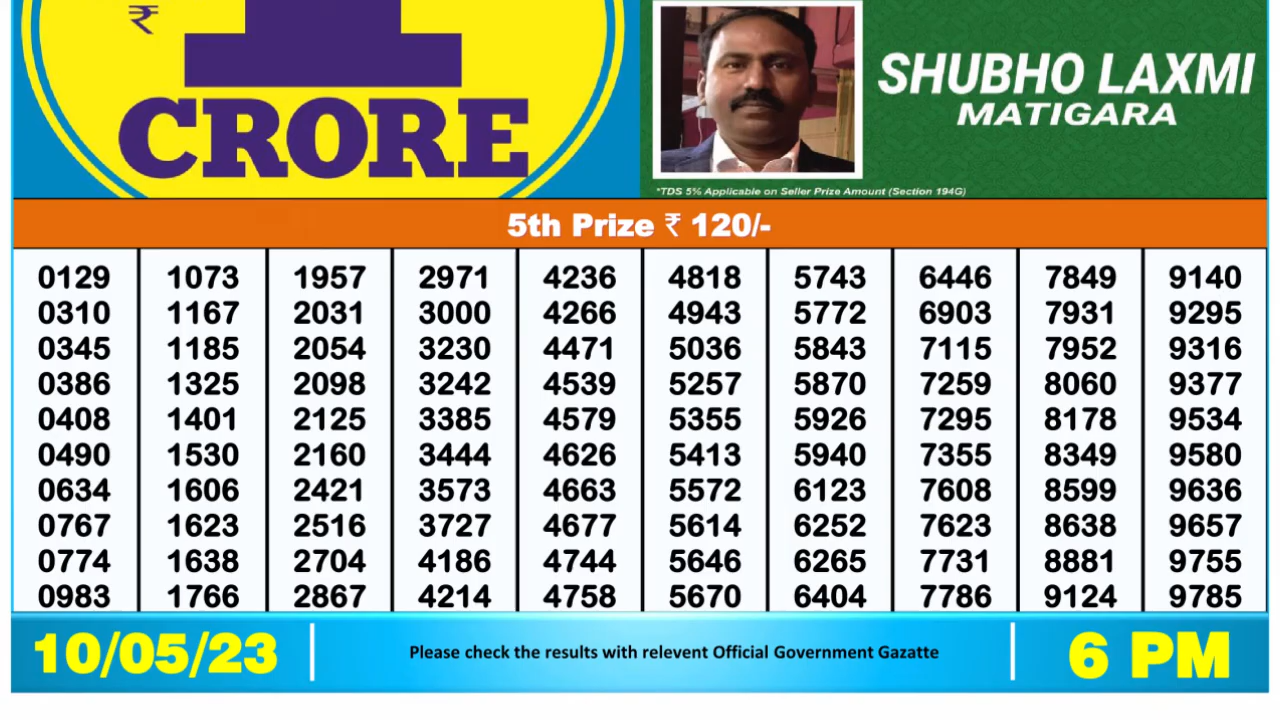 ₹
1
CRORE
SHUBHO LAXMI
MATIGARA
*TDS 5% Applicable on Seller Prize Amount (Section 194G)
5th Prize ₹ 120/-
0129 1073 1957 2971 4236 4818 5743 6446 7849 9140
0310 1167 2031 3000 4266 4943 5772 6903 7931 9295
0345 1185 2054 3230 4471 5036 5843 7115 7952 9316
0386 1325 2098 3242 4539 5257 5870 7259 8060 9377
0408 1401 2125 3385 4579 5355 5926 7295 8178 9534
0490 1530 2160 3444 4626 5413 5940 7355 8349 9580
0634 1606 2421 3573 4663 5572 6123 7608 8599 9636
0767 1623 2516 3727 4677 5614 6252 7623 8638 9657
0774 1638 2704 4186 4744 5646 6265 7731 8881 9755
0983 1766 2867 4214 4758 5670 6404 7786 9124 9785
10/05/23
Please check the results with relevent Official Government Gazatte
6 PM